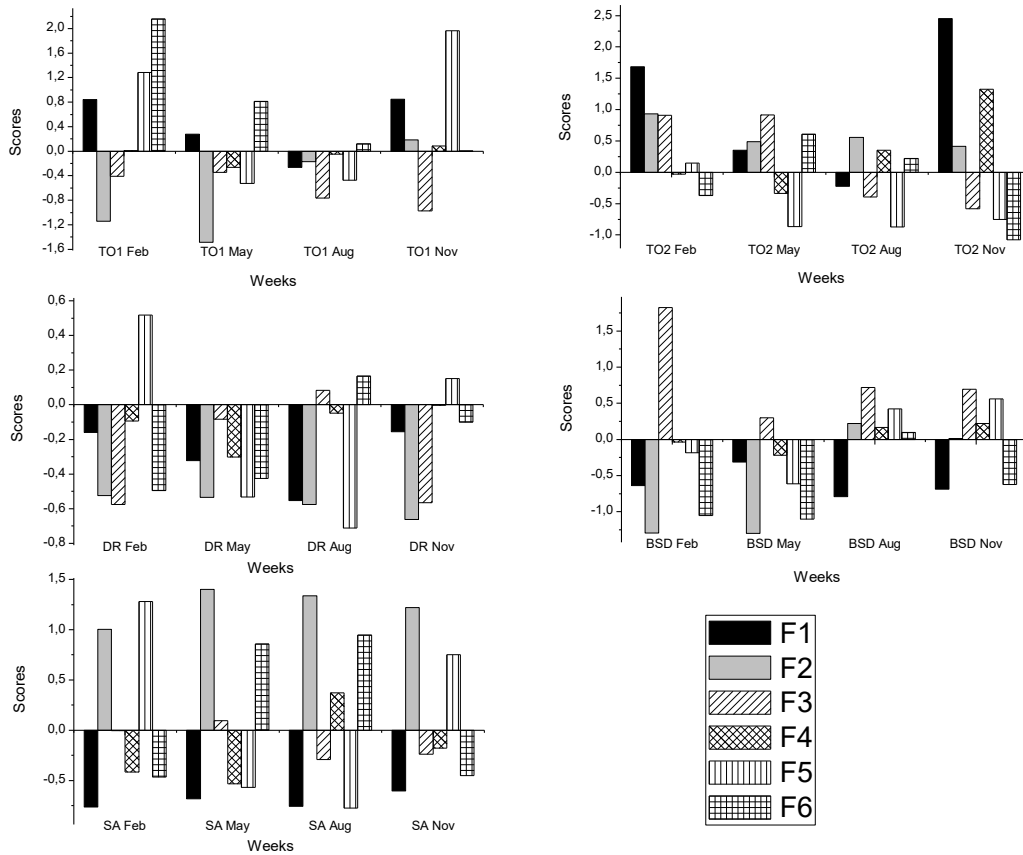 2,0
1,6
1,2
0,8
0,4
0,0
-0,4
-0,8
-1,2
-1,6
Scores
TO1 Feb TO1 May TO1 Aug TO1 Nov
Weeks
2,5
2,0
1,5
1,0
0,5
0,0
-0,5
-1,0
Scores
TO2 Feb TO2 May TO2 Aug TO2 Nov
Weeks
0,6
0,4
0,2
0,0
-0,2
-0,4
-0,6
-0,8
Scores
DR Feb DR May DR Aug DR Nov
Weeks
1,5
1,0
0,5
0,0
-0,5
-1,0
Scores
BSD Feb BSD May BSD Aug BSD Nov
Weeks
1,5
1,0
0,5
0,0
-0,5
Scores
SA Feb SA May SA Aug SA Nov
Weeks
F1
F2
F3
F4
F5
F6